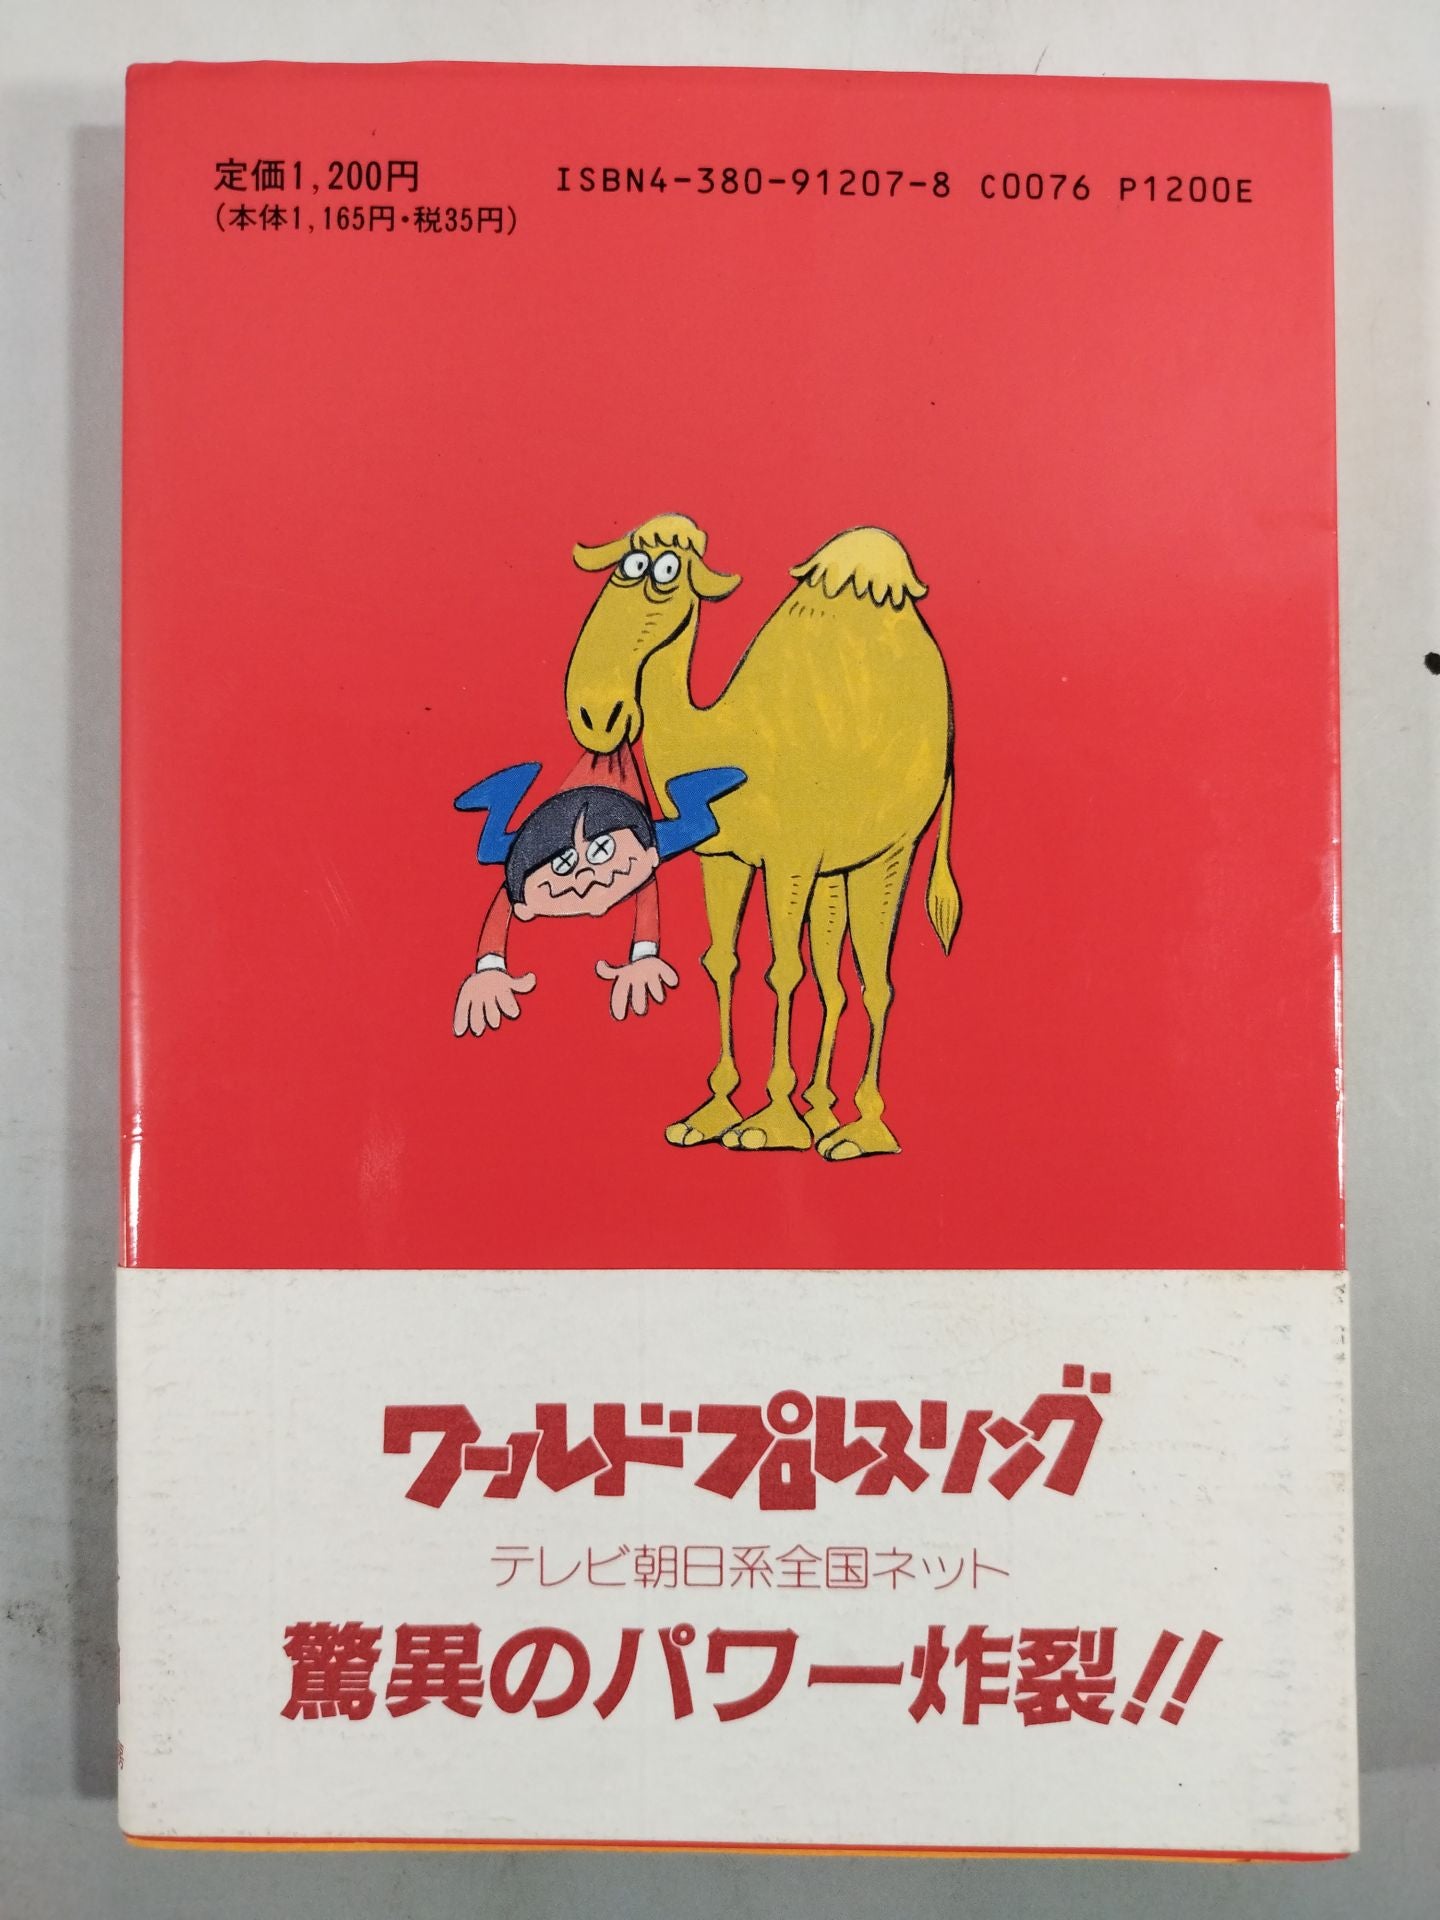 定価1,200円
(本体1,165円・税35円)
ISBN4-380-91207-8 C0076 P1200E
ワールドプロレスリング
テレビ朝日系全国ネット
驚異のパワー炸裂!!